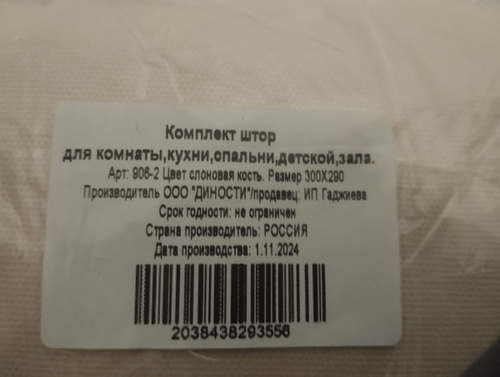 Комплект штор
для комнаты,кухни,спальни,детской,зала.
Арт: 906-2 Цвет слоновая кость. Размер 300X290
Производитель ООО "ДИНОСТИ"/продавец: ИП Гаджиева
Срок годности: не ограничен
Страна производитель: РОССИЯ
Дата производства: 1.11.2024
2038438293556